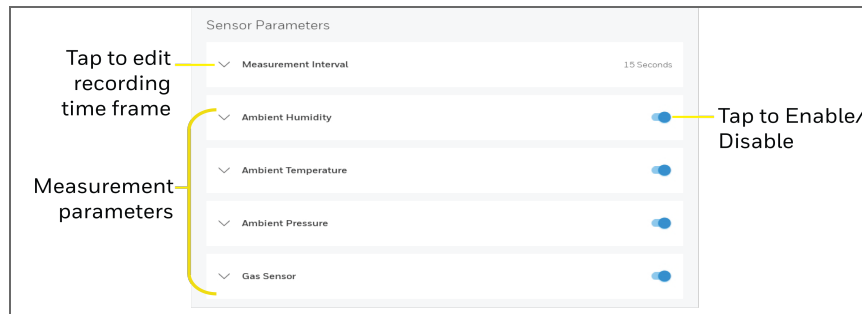 Sensor Parameters
Tap to edit
recording
time frame
Measurement Interval
15 Seconds
Ambient Humidity
Tap to Enable/
Disable
Measurement
parameters
Ambient Temperature
Ambient Pressure
Gas Sensor